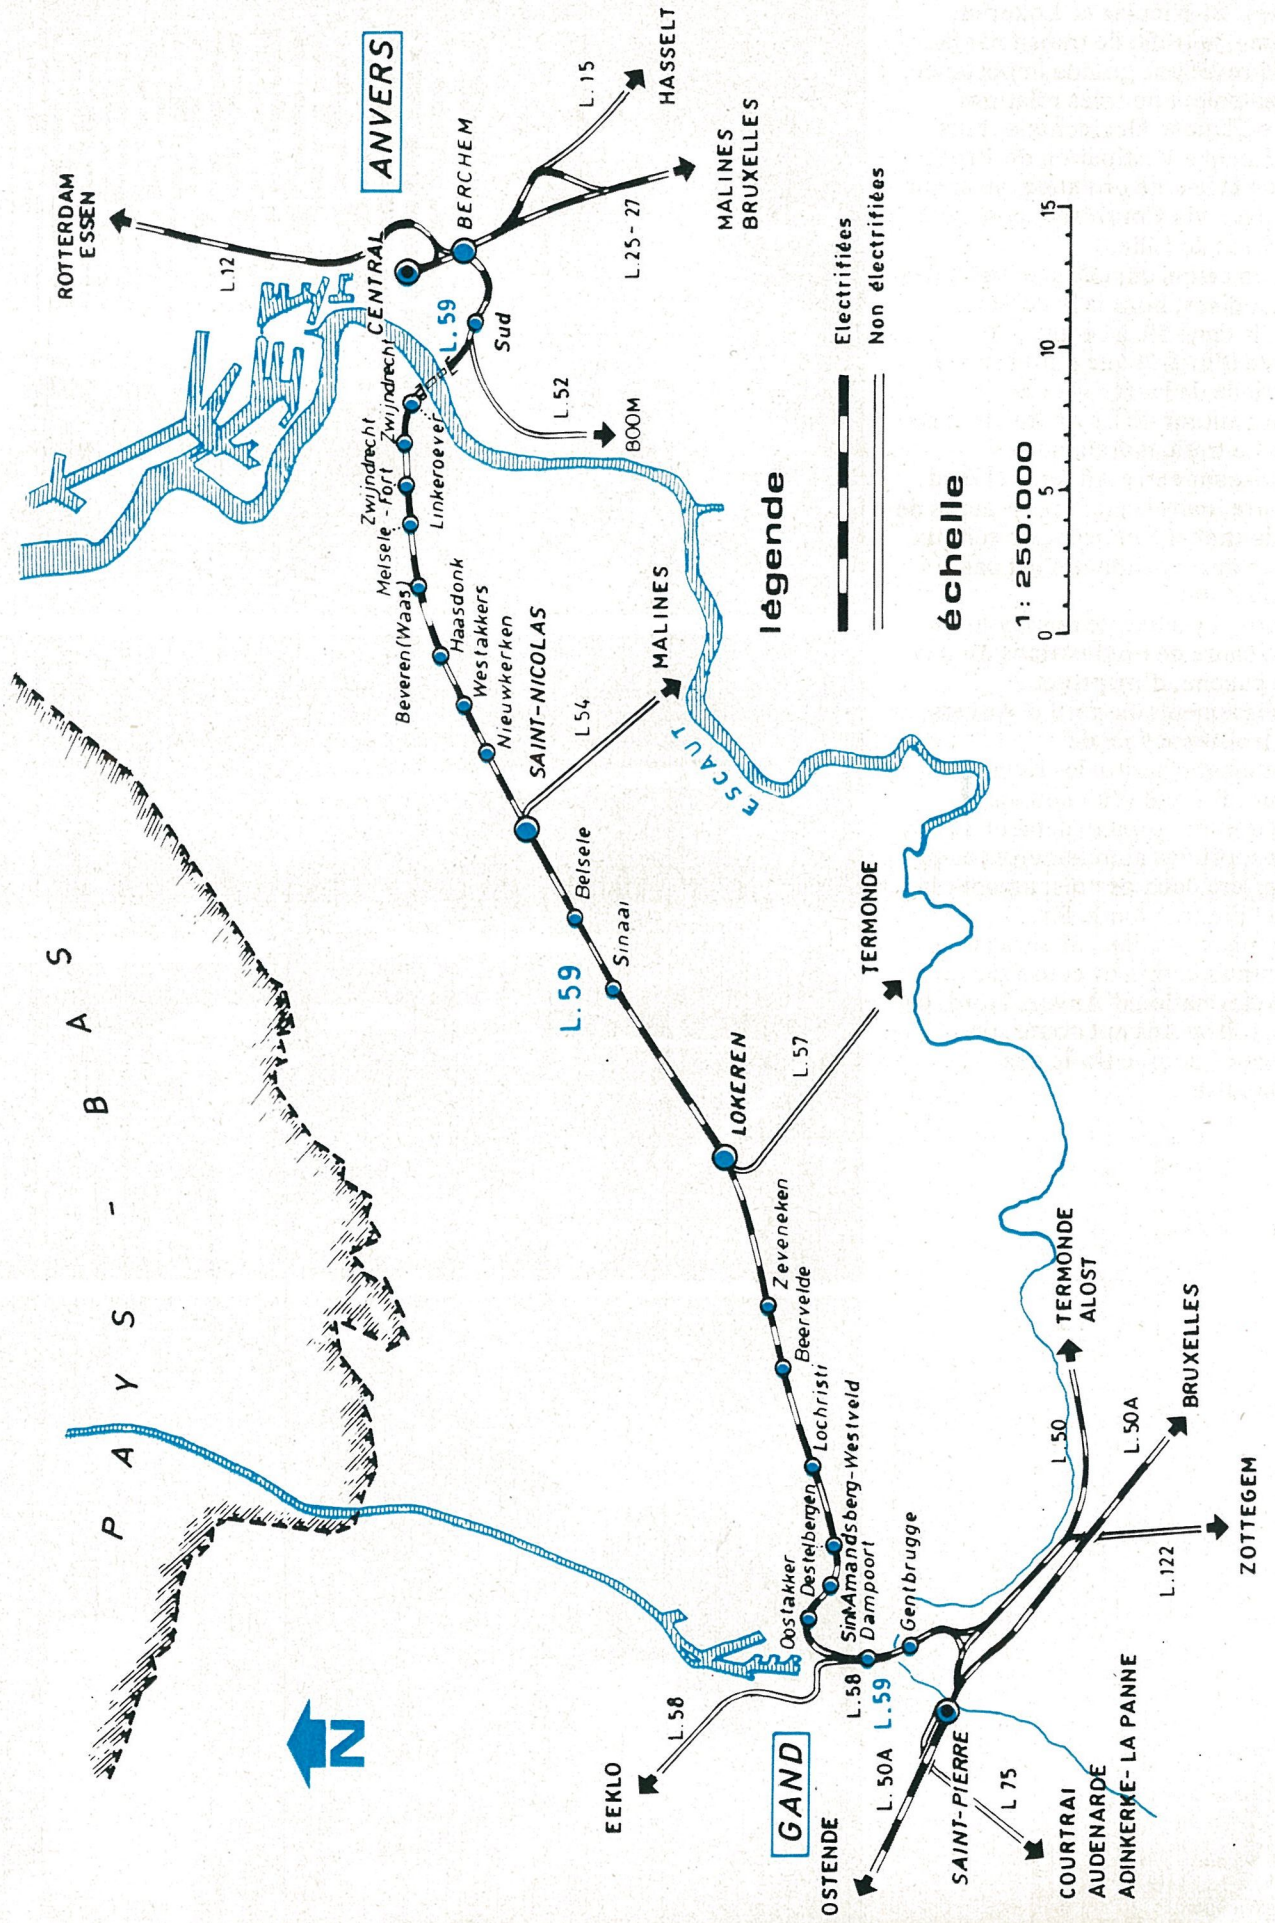 PAYS-BAS
ROTTERDAM
ESSEN
L.12
ANVERS
CENTRAL
BERCHEM
L.15
HASSELT
L.25-27
MALINES
BRUXELLES
L.59
Sud
L.52
BOOM
Zwijndrecht
Linkeroever
Zwijndrecht
-Fort
Melsele
Beveren(Waas)
Haasdonk
Westakkers
Nieuwkerken
SAINT-NICOLAS
L54
MALINES
ESCAUT
Belsele
Sinaai
L.59
LOKEREN
L.57
TERMONDE
Zeveneken
Beervelde
Lochristi
Destelbergen
Sint-Amandsberg-Westveld
Oostakker
Dampoort
Gentbrugge
L.58
L.59
L.58
EEKLO
GAND
SAINT-PIERRE
L.50A
OSTENDE
L75
COURTRAI
AUDENARDE
ADINKERKE-LA PANNE
L.50
TERMONDE
ALOST
L.50A
BRUXELLES
L.122
ZOTTEGEM
N
légende
Electrifiées
Non électrifiées
échelle
1:250.000
0 5 10 15